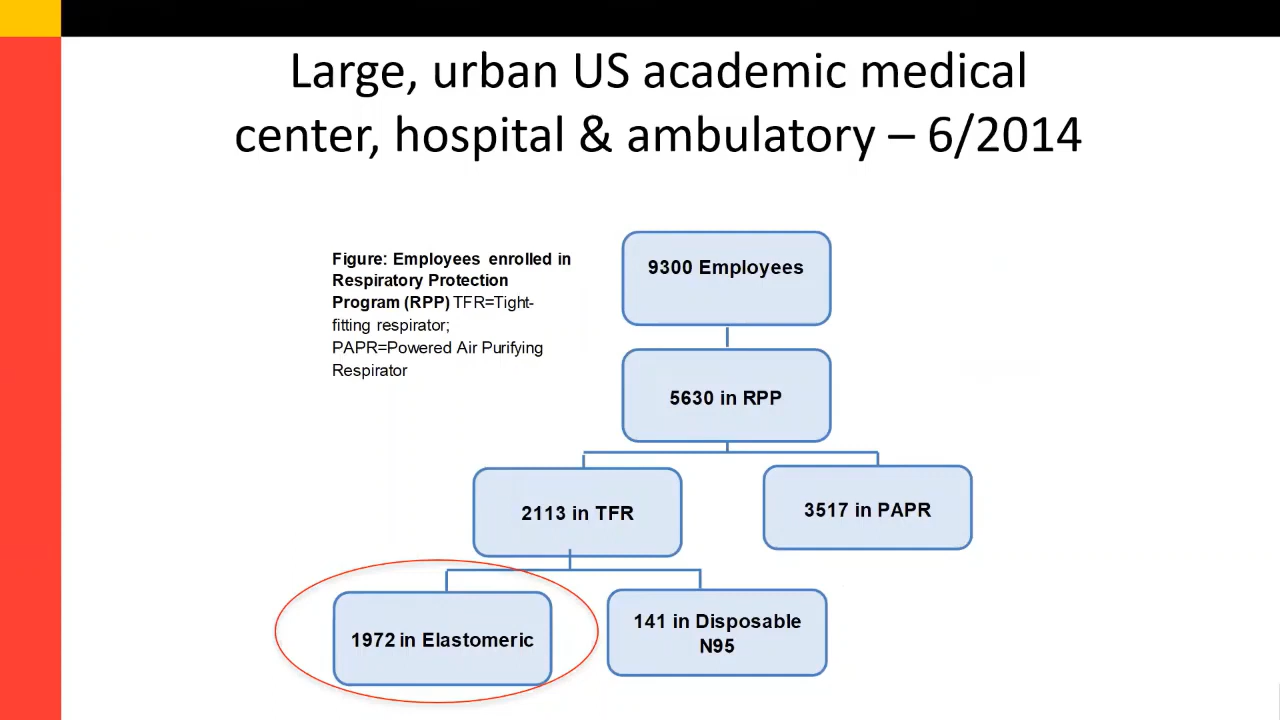 Large, urban US academic medical
center, hospital & ambulatory – 6/2014
Figure: Employees enrolled in
Respiratory Protection
Program (RPP) TFR=Tight-
fitting respirator;
PAPR=Powered Air Purifying
Respirator
9300 Employees
5630 in RPP
2113 in TFR
3517 in PAPR
1972 in Elastomeric
141 in Disposable
N95